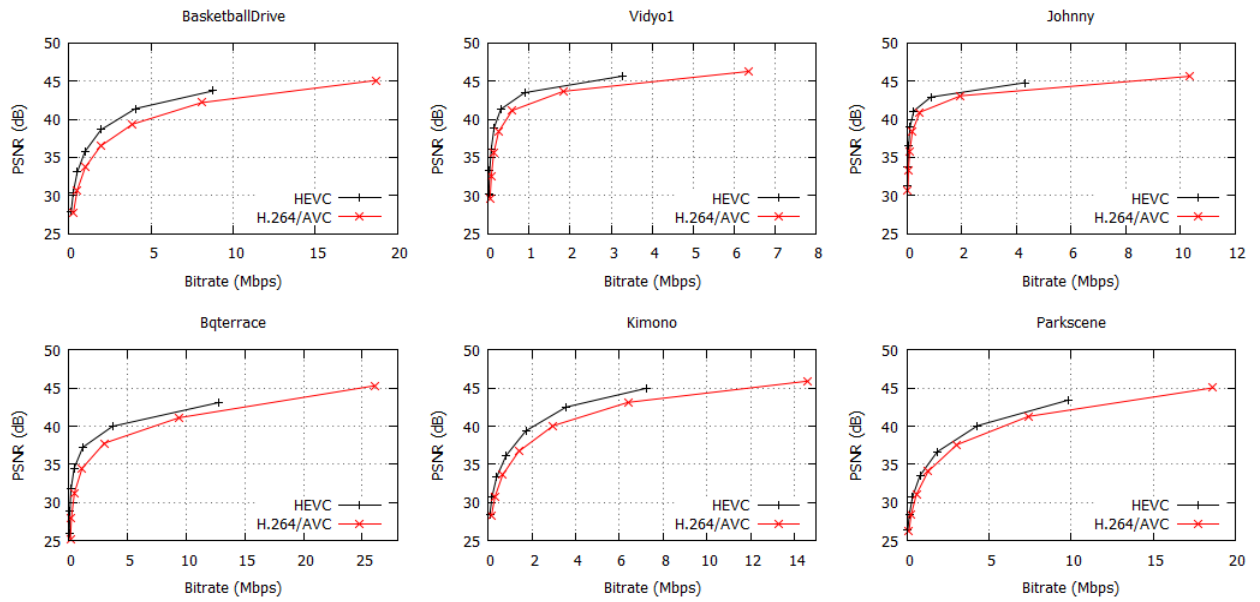 BasketballDrive
50
45
40
35
30
25
PSNR (dB)
HEVC
H.264/AVC
0 5 10 15 20
Bitrate (Mbps)
Vidyo1
50
45
40
35
30
25
PSNR (dB)
HEVC
H.264/AVC
0 1 2 3 4 5 6 7 8
Bitrate (Mbps)
Johnny
50
45
40
35
30
25
PSNR (dB)
HEVC
H.264/AVC
0 2 4 6 8 10 12
Bitrate (Mbps)
Bqterrace
50
45
40
35
30
25
PSNR (dB)
HEVC
H.264/AVC
0 5 10 15 20 25
Bitrate (Mbps)
Kimono
50
45
40
35
30
25
PSNR (dB)
HEVC
H.264/AVC
0 2 4 6 8 10 12 14
Bitrate (Mbps)
Parkscene
50
45
40
35
30
25
PSNR (dB)
HEVC
H.264/AVC
0 5 10 15 20
Bitrate (Mbps)